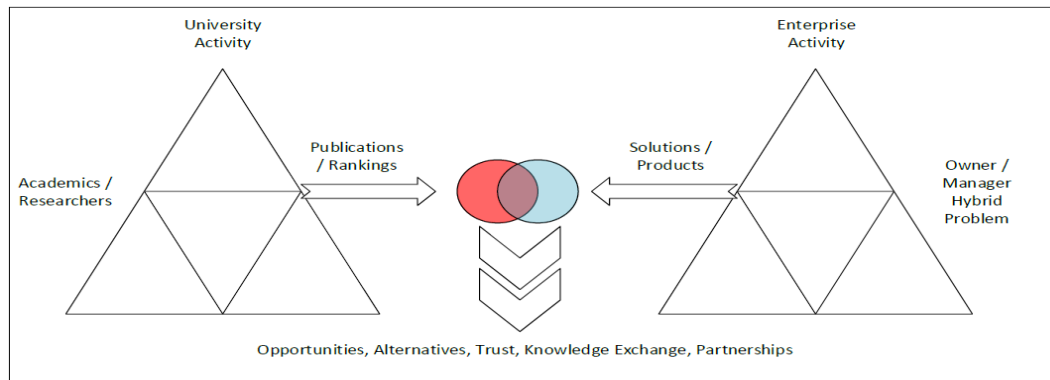 University
Activity
Enterprise
Activity
Publications
/ Rankings
Solutions /
Products
Academics /
Researchers
Owner /
Manager
Hybrid
Problem
Opportunities, Alternatives, Trust, Knowledge Exchange, Partnerships